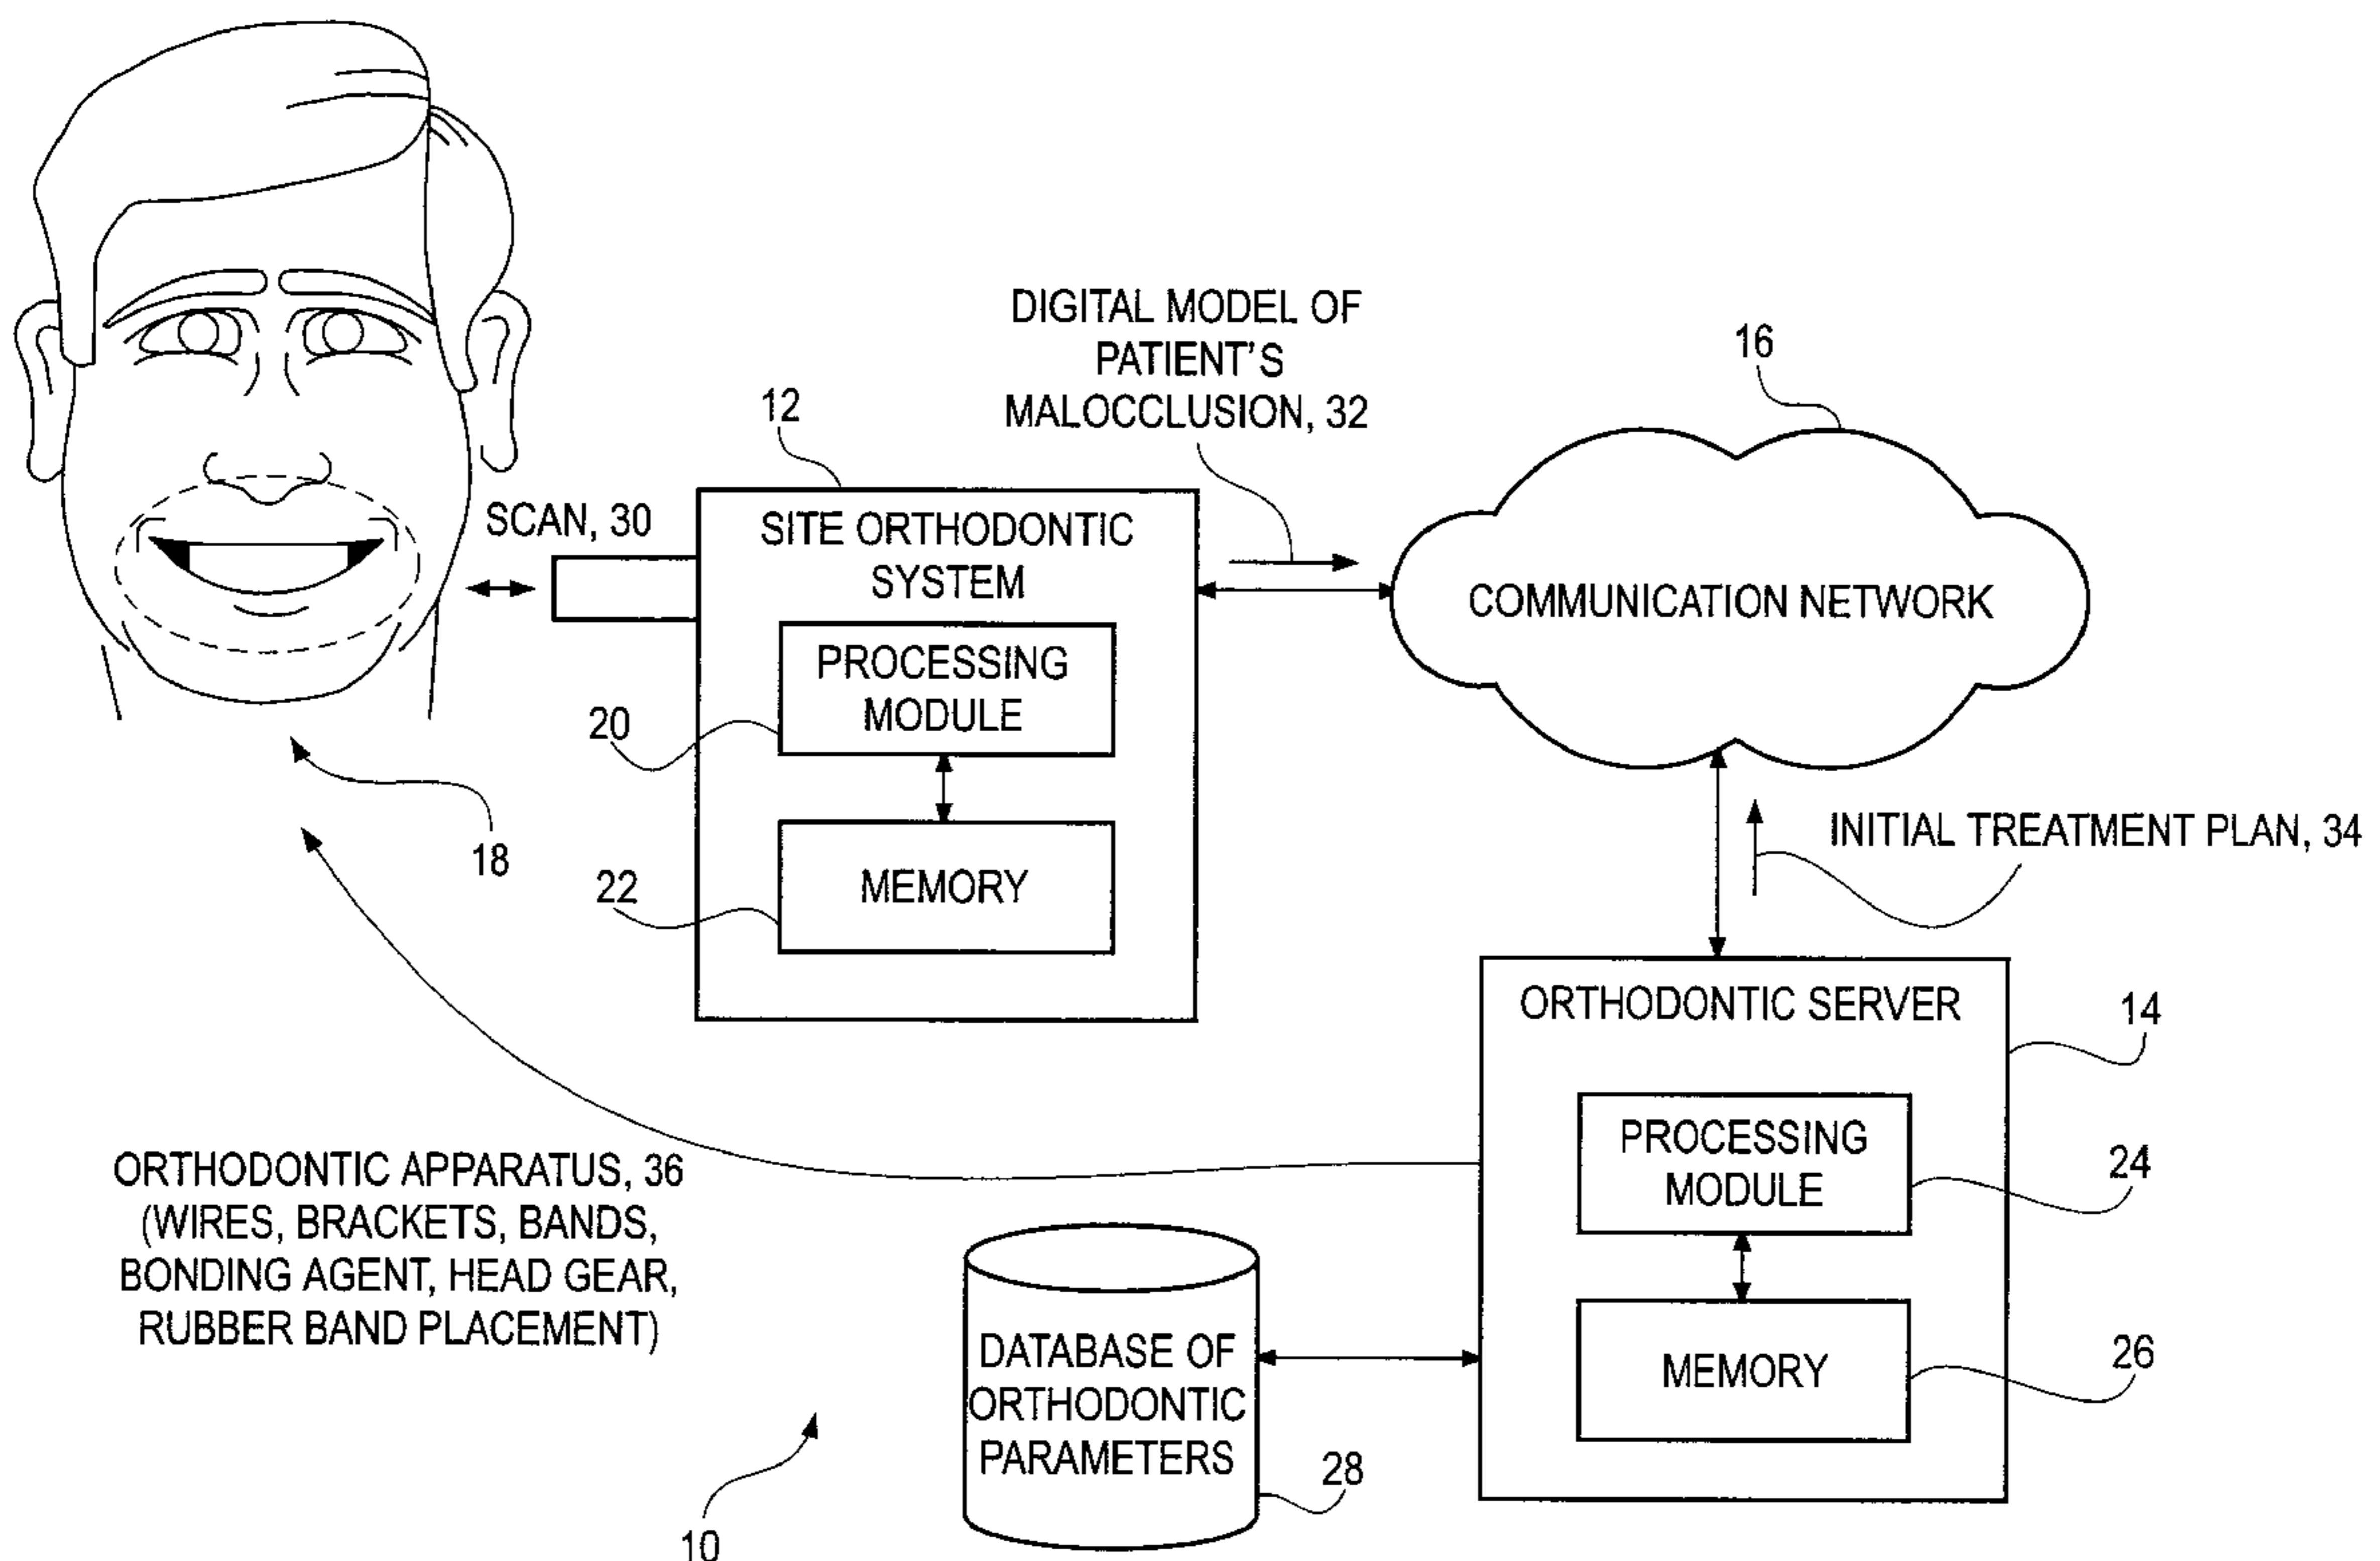 DIGITAL MODEL OF
PATIENT'S
MALOCCLUSION, 32
16
12
SCAN, 30
SITE ORTHODONTIC
SYSTEM
COMMUNICATION NETWORK
PROCESSING
MODULE
20
18
INITIAL TREATMENT PLAN, 34
22
MEMORY
ORTHODONTIC SERVER
14
ORTHODONTIC APPARATUS, 36
(WIRES, BRACKETS, BANDS,
BONDING AGENT, HEAD GEAR,
RUBBER BAND PLACEMENT)
PROCESSING
MODULE
24
DATABASE OF
ORTHODONTIC
PARAMETERS
MEMORY
26
28
10